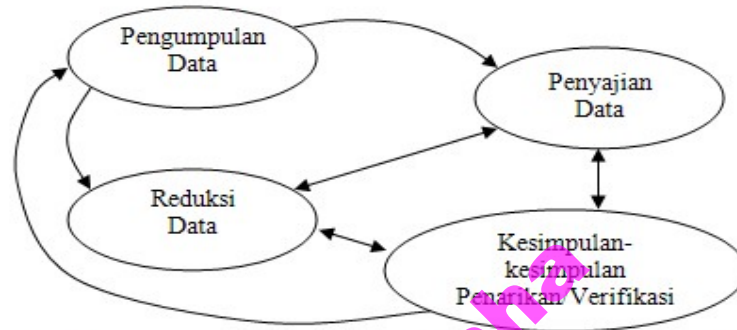 Pengumpulan
Data
Penyajian
Data
Reduksi
Data
Kesimpulan-
kesimpulan
Penarikan/Verifikasi